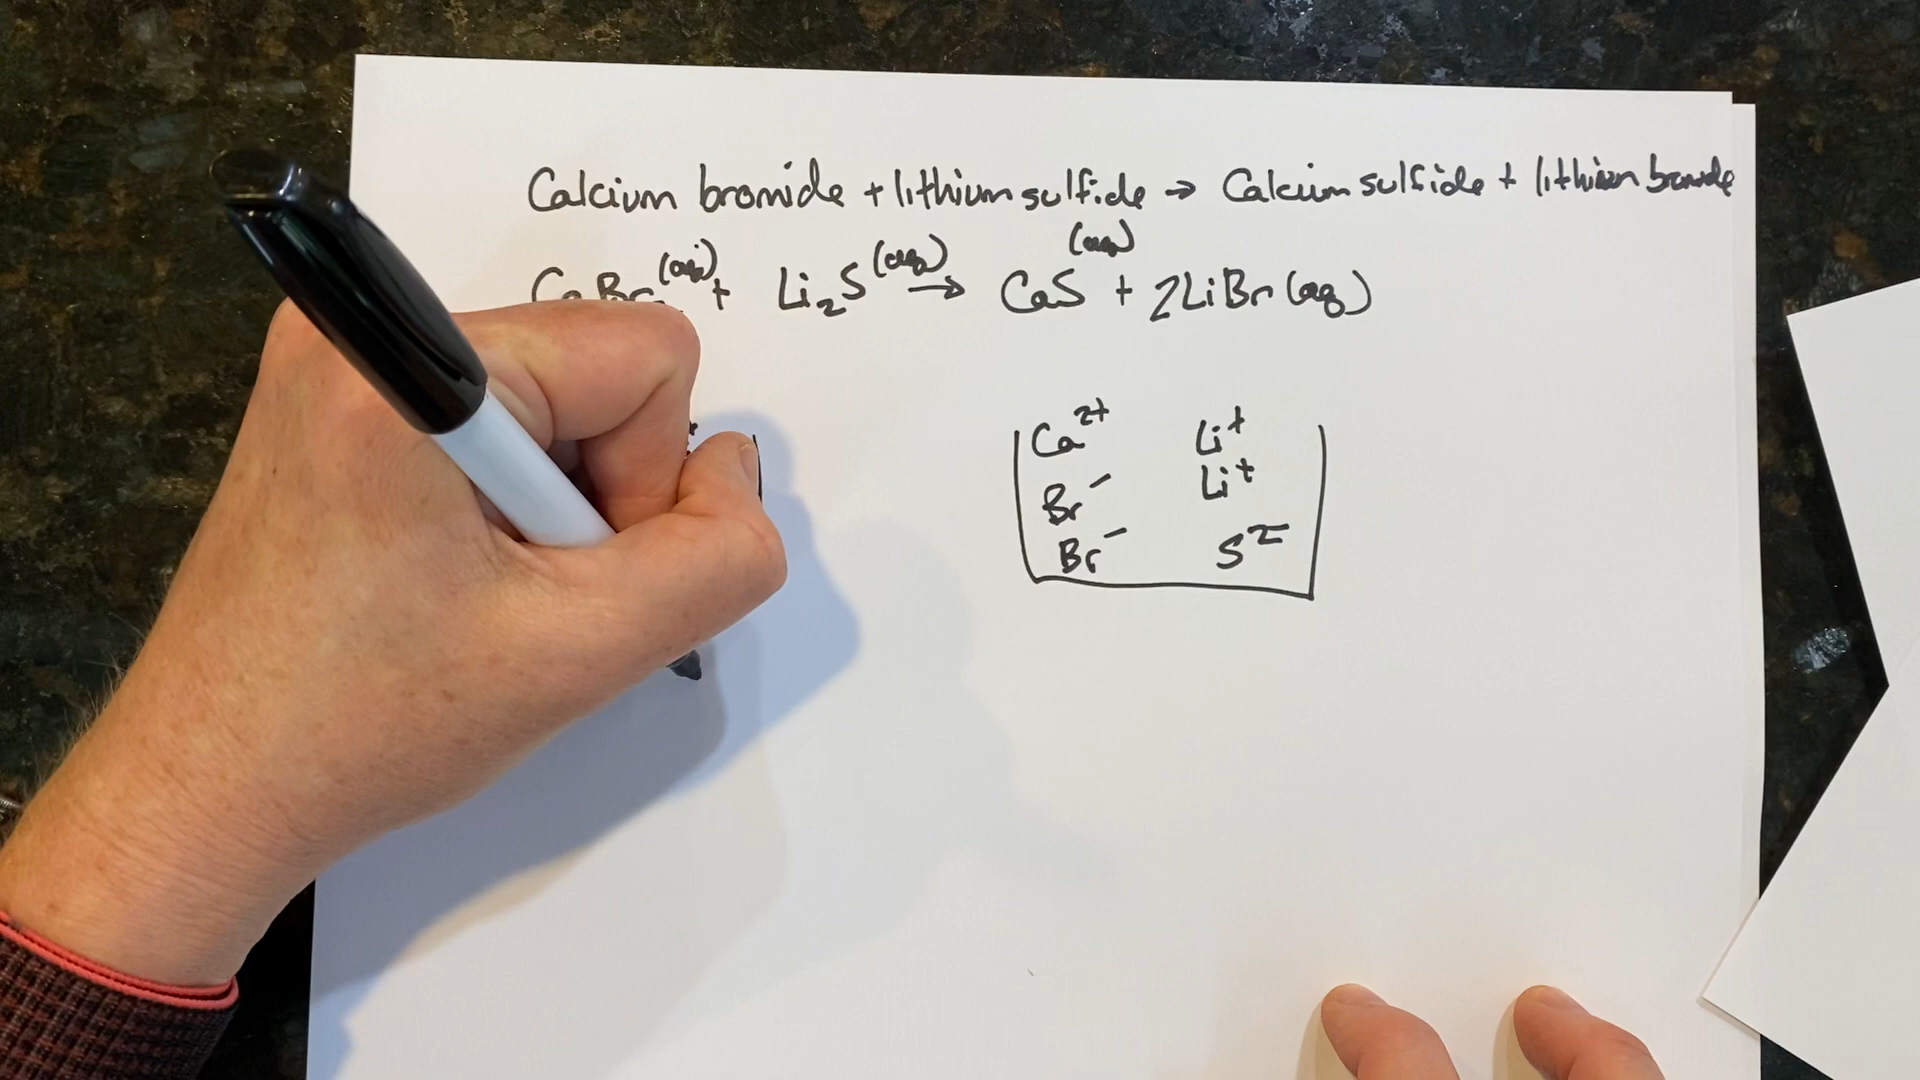 Calcium bromide + lithium sulfide → Calcium sulfide + lithium bromide
CaBr₂(aq) + Li₂S(aq) → CaS(aq) + 2LiBr(aq)
Ca²⁺ Li⁺
Br⁻ Li⁺
Br⁻ S²⁻